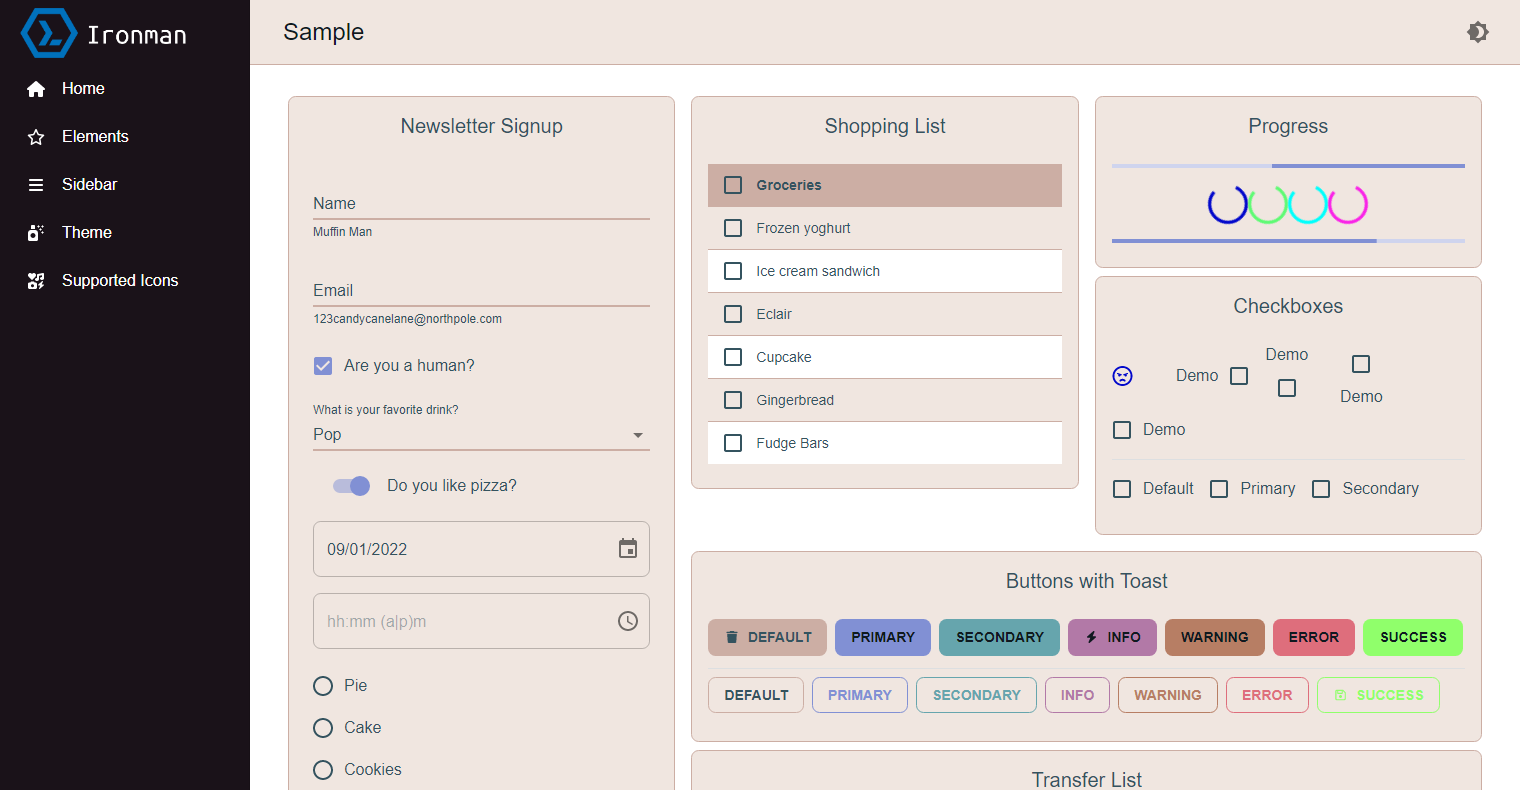 Ironman
Home
Elements
Sidebar
Theme
Supported Icons
Sample
Newsletter Signup
Name
Muffin Man
Email
123candycanelane@northpole.com
Are you a human?
What is your favorite drink?
Pop
Do you like pizza?
09/01/2022
hh:mm (a|p)m
Pie
Cake
Cookies
Shopping List
Groceries
Frozen yoghurt
Ice cream sandwich
Eclair
Cupcake
Gingerbread
Fudge Bars
Progress
Checkboxes
Demo
Demo
Demo
Demo
Default Primary Secondary
Buttons with Toast
DEFAULT PRIMARY SECONDARY INFO WARNING ERROR SUCCESS
DEFAULT PRIMARY SECONDARY INFO WARNING ERROR SUCCESS
Transfer List